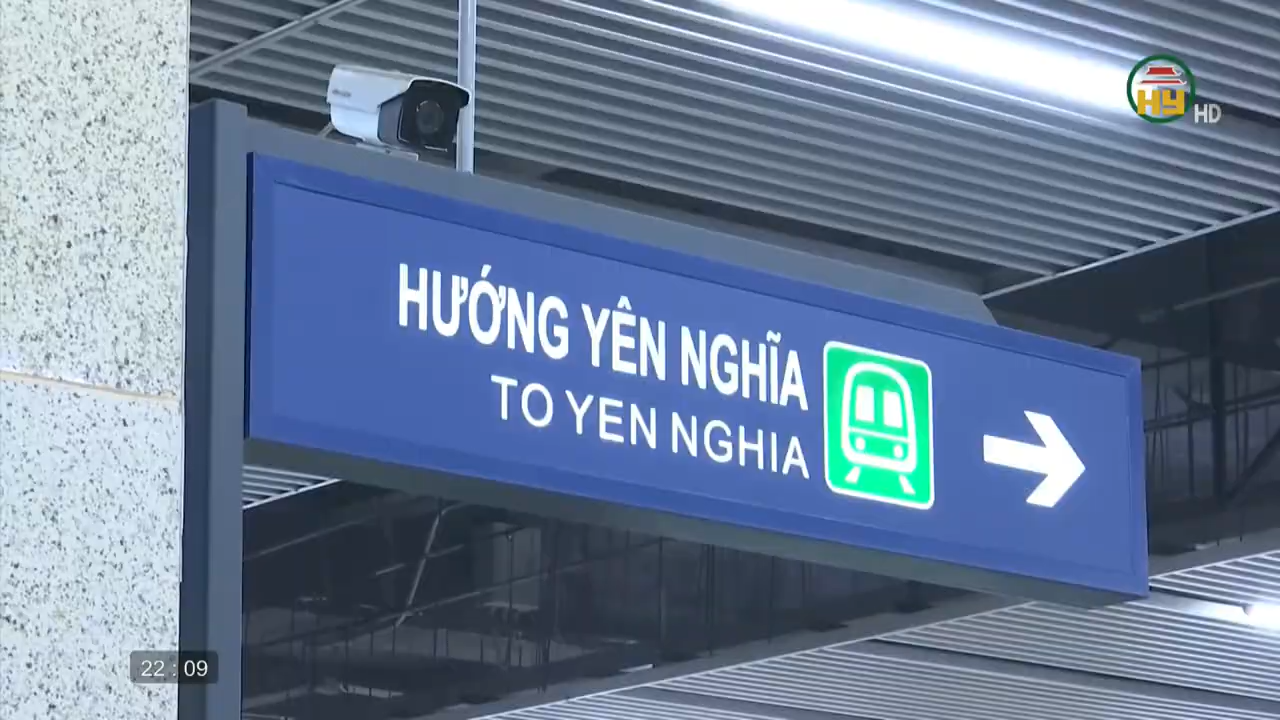 HY HD
HƯỚNG YÊN NGHĨA
TO YEN NGHIA
22 : 09